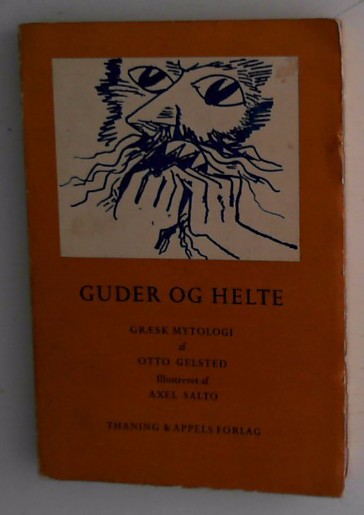 GUDER OG HELTE
GRÆSK MYTOLOGI
af
OTTO GELSTED
Illustreret af
AXEL SALTO
THANING & APPELS FORLAG